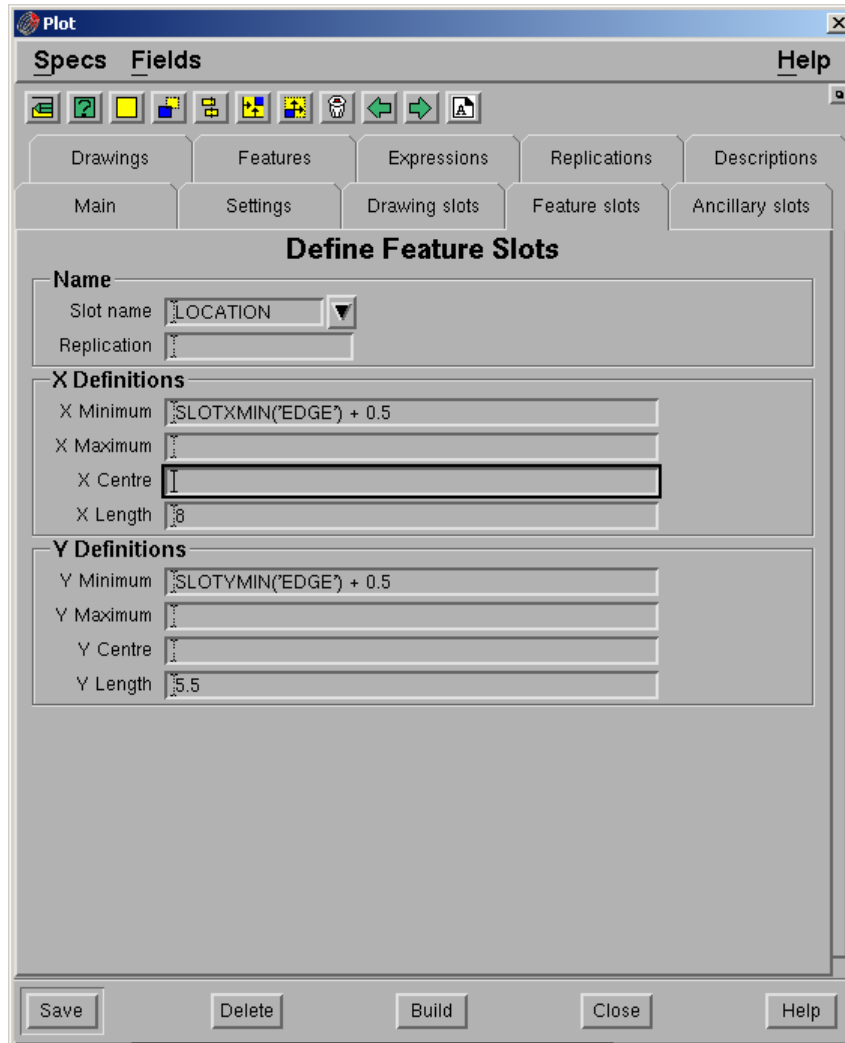 Plot
Specs Fields Help
Drawings Features Expressions Replications Descriptions
Main Settings Drawing slots Feature slots Ancillary slots
Define Feature Slots
Name
Slot name LOCATION
Replication
X Definitions
X Minimum SLOTXMIN('EDGE') + 0.5
X Maximum
X Centre
X Length 8
Y Definitions
Y Minimum SLOTYMIN('EDGE') + 0.5
Y Maximum
Y Centre
Y Length 5.5
Save Delete Build Close Help